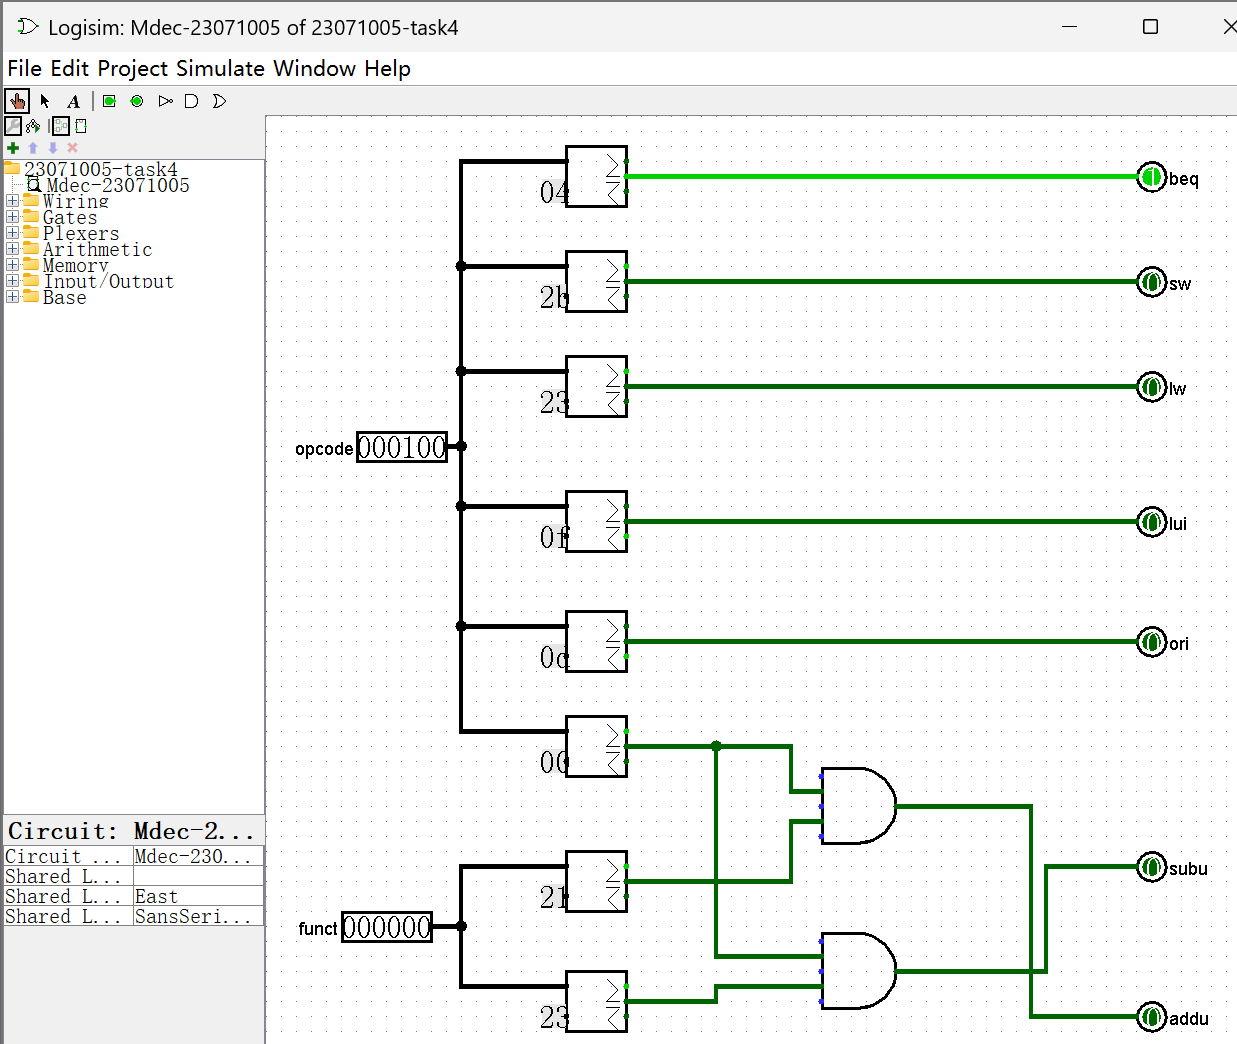 Logisim: Mdec-23071005 of 23071005-task4
File Edit Project Simulate Window Help
A
23071005-task4
Mdec-23071005
Wiring
Gates
Plexers
Arithmetic
Memory
Input/Output
Base
Circuit: Mdec-2...
Circuit ... Mdec-230...
Shared L...
Shared L... East
Shared L... SansSeri...
04
beq
2b
sw
23
lw
opcode 000100
0f
lui
ori
00
21
subu
funct 000000
23
addu